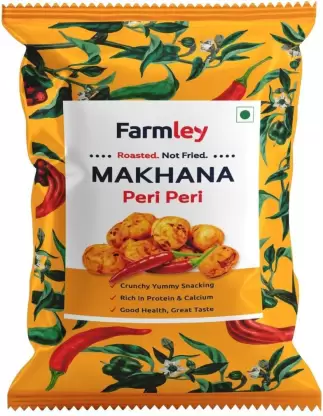 Farmley
Roasted. Not Fried.
MAKHANA
Peri Peri
Crunchy Yummy Snacking
Rich in Protein & Calcium
Good Health, Great Taste